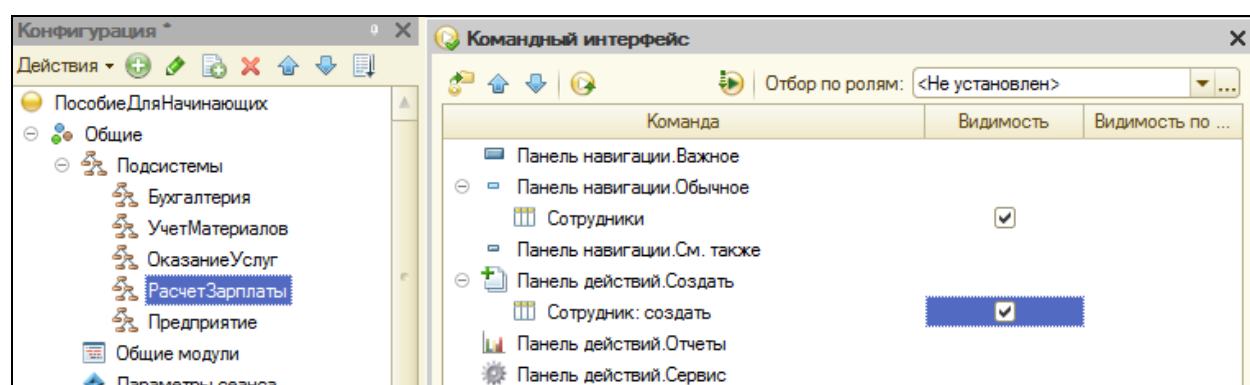 Конфигурация *
Действия
ПособиеДляНачинающих
Общие
Подсистемы
Бухгалтерия
УчетМатериалов
ОказаниеУслуг
РасчетЗарплаты
Предприятие
Общие модули
Параметры сеанса
Командный интерфейс
Отбор по ролям: <Не установлен>
Команда Видимость Видимость по ...
Панель навигации.Важное
Панель навигации.Обычное
Сотрудники
Панель навигации.См. также
Панель действий.Создать
Сотрудник: создать
Панель действий.Отчеты
Панель действий.Сервис